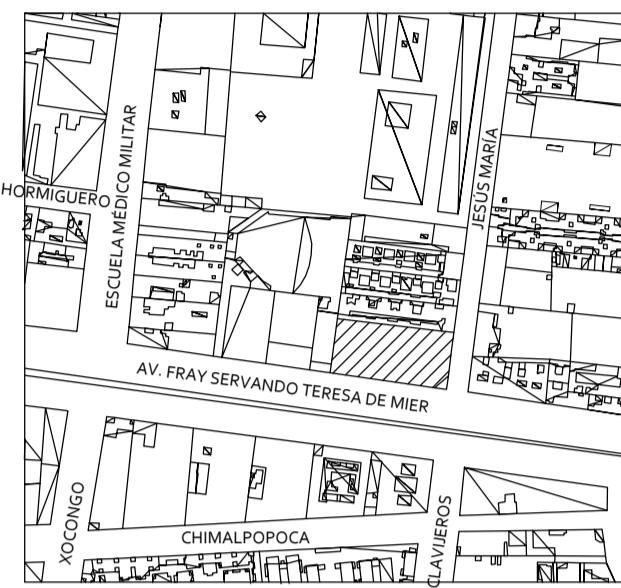 HORMIGUERO
ESCUELA MÉDICO MILITAR
JESÚS MARÍA
AV. FRAY SERVANDO TERESA DE MIER
XOCONGO
CHIMALPOPOCA
CLAVIJEROS